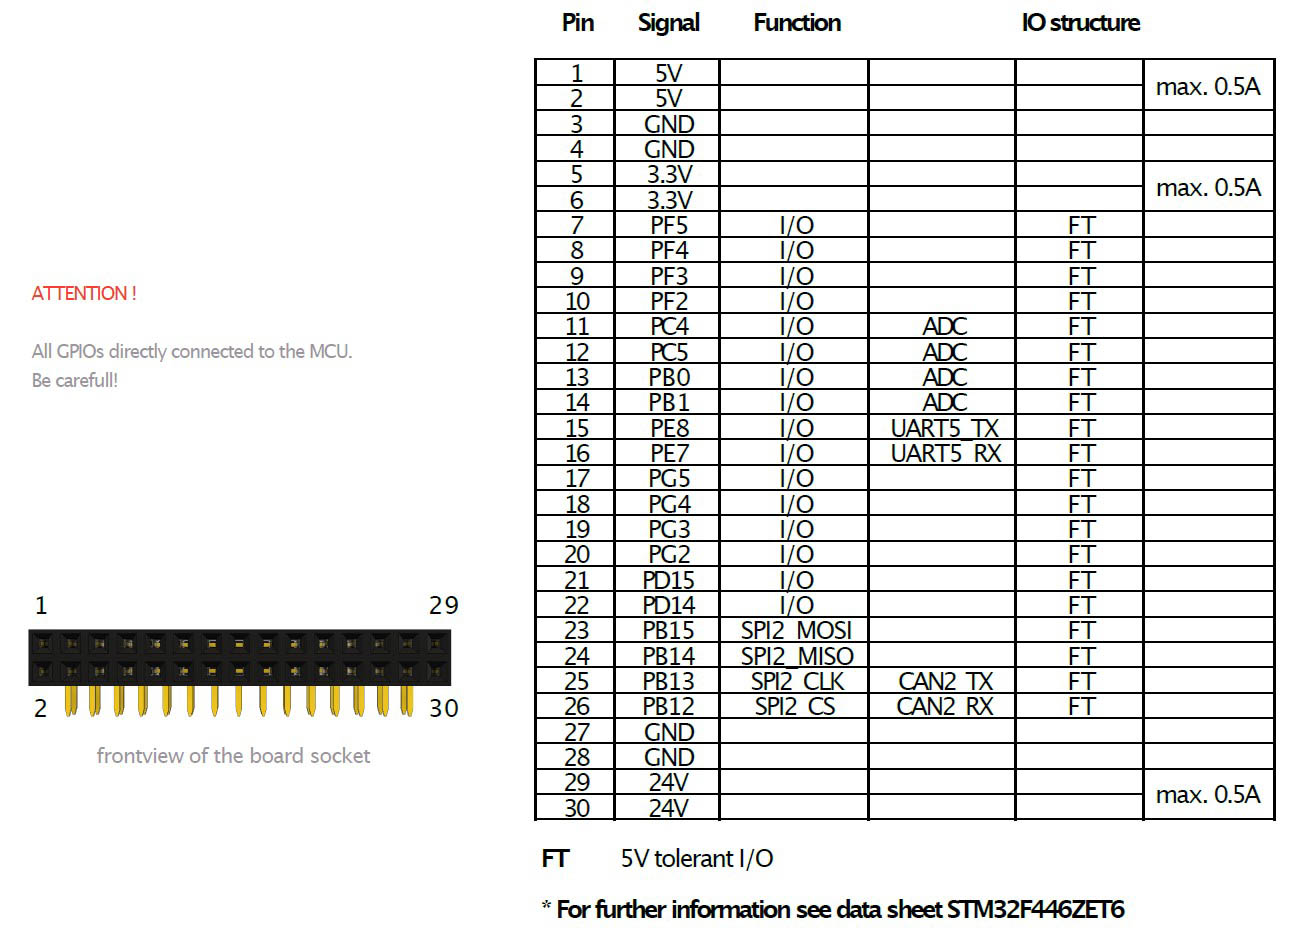 Pin Signal Function IO structure
1 5V max. 0.5A
2 5V
3 GND
4 GND
5 3.3V max. 0.5A
6 3.3V
7 PF5 I/O FT
8 PF4 I/O FT
9 PF3 I/O FT
10 PF2 I/O FT
11 PC4 I/O ADC FT
12 PC5 I/O ADC FT
13 PB0 I/O ADC FT
14 PB1 I/O ADC FT
15 PE8 I/O UART5_TX FT
16 PE7 I/O UART5_RX FT
17 PG5 I/O FT
18 PG4 I/O FT
19 PG3 I/O FT
20 PG2 I/O FT
21 PD15 I/O FT
22 PD14 I/O FT
23 PB15 SPI2_MOSI FT
24 PB14 SPI2_MISO FT
25 PB13 SPI2_CLK CAN2_TX FT
26 PB12 SPI2_CS CAN2_RX FT
27 GND
28 GND
29 24V max. 0.5A
30 24V
FT 5V tolerant I/O
* For further information see data sheet STM32F446ZET6
ATTENTION !
All GPIOs directly connected to the MCU.
Be carefull!
1 29
2 30
frontview of the board socket